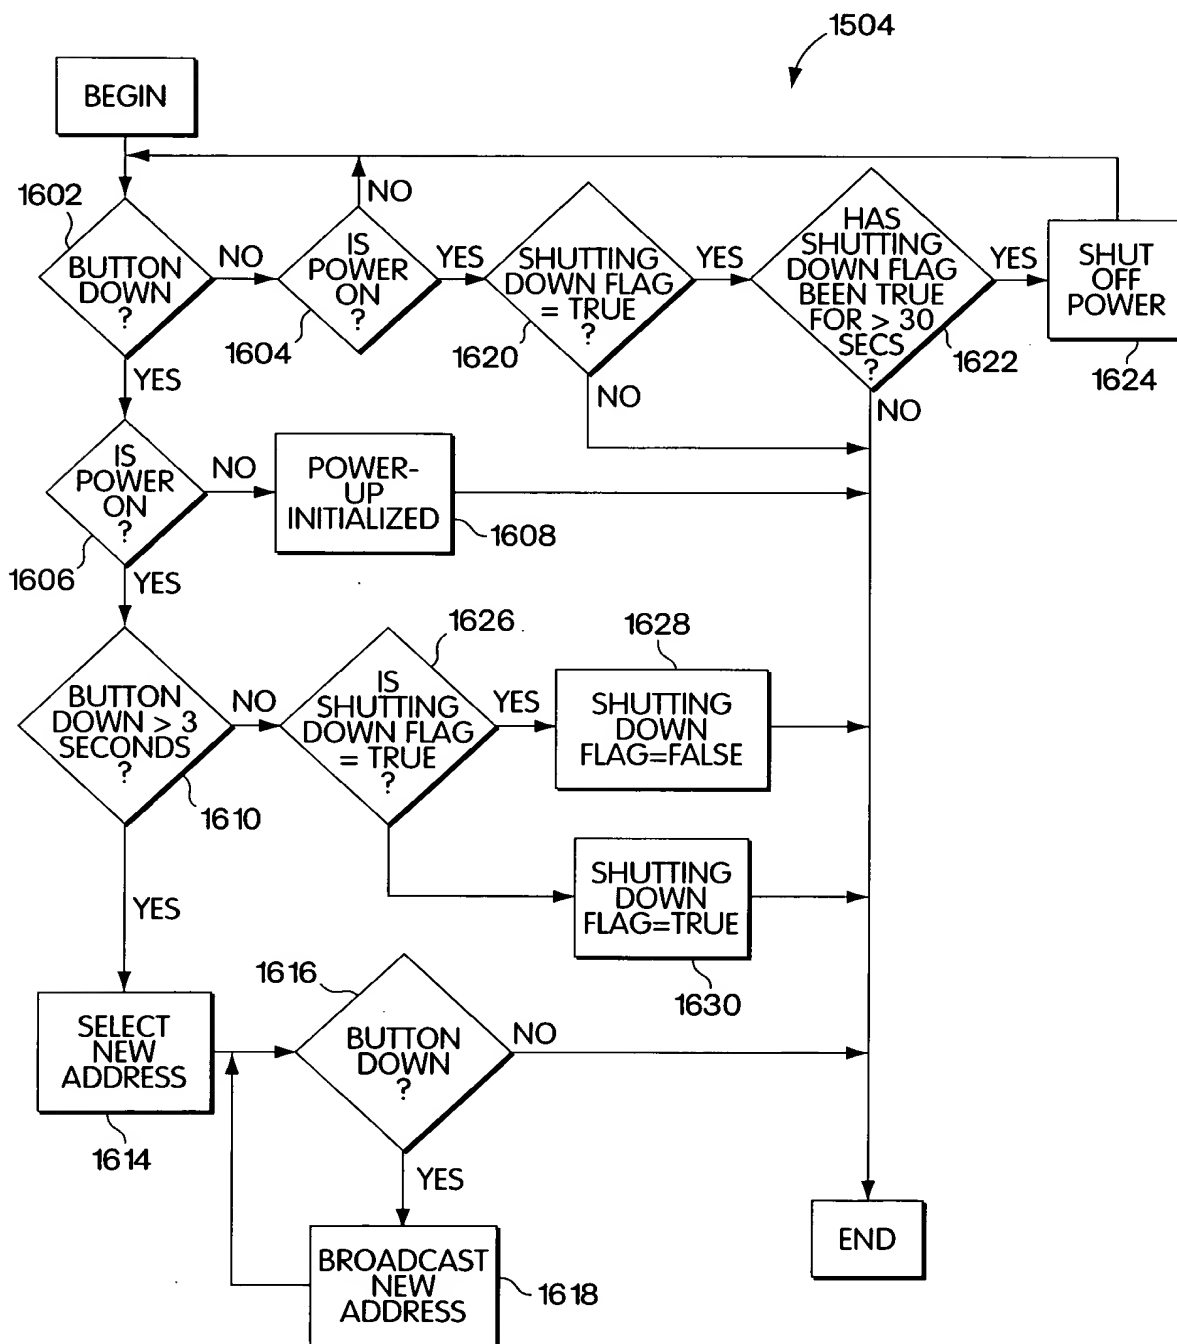 1504
BEGIN
1602
BUTTON
DOWN
?
NO
NO
IS
POWER
ON
?
1604
YES
SHUTTING
DOWN FLAG
= TRUE
?
1620
YES
HAS
SHUTTING
DOWN FLAG
BEEN TRUE
FOR > 30
SECS
?
1622
YES
SHUT
OFF
POWER
1624
YES
NO
NO
IS
POWER
ON
?
1606
NO
POWER-
UP
INITIALIZED
1608
YES
BUTTON
DOWN > 3
SECONDS
?
1610
NO
1626
IS
SHUTTING
DOWN FLAG
= TRUE
?
YES
1628
SHUTTING
DOWN
FLAG=FALSE
SHUTTING
DOWN
FLAG=TRUE
1630
YES
SELECT
NEW
ADDRESS
1614
1616
BUTTON
DOWN
?
NO
YES
BROADCAST
NEW
ADDRESS
1618
END